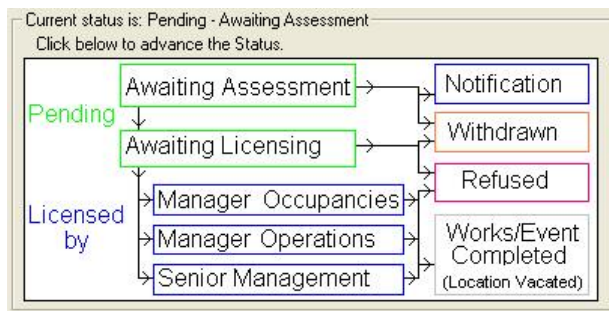 Current status is: Pending - Awaiting Assessment
Click below to advance the Status.
Awaiting Assessment
Notification
Pending
Withdrawn
Awaiting Licensing
Refused
Licensed
by
Manager Occupancies
Manager Operations
Senior Management
Works/Event
Completed
(Location Vacated)